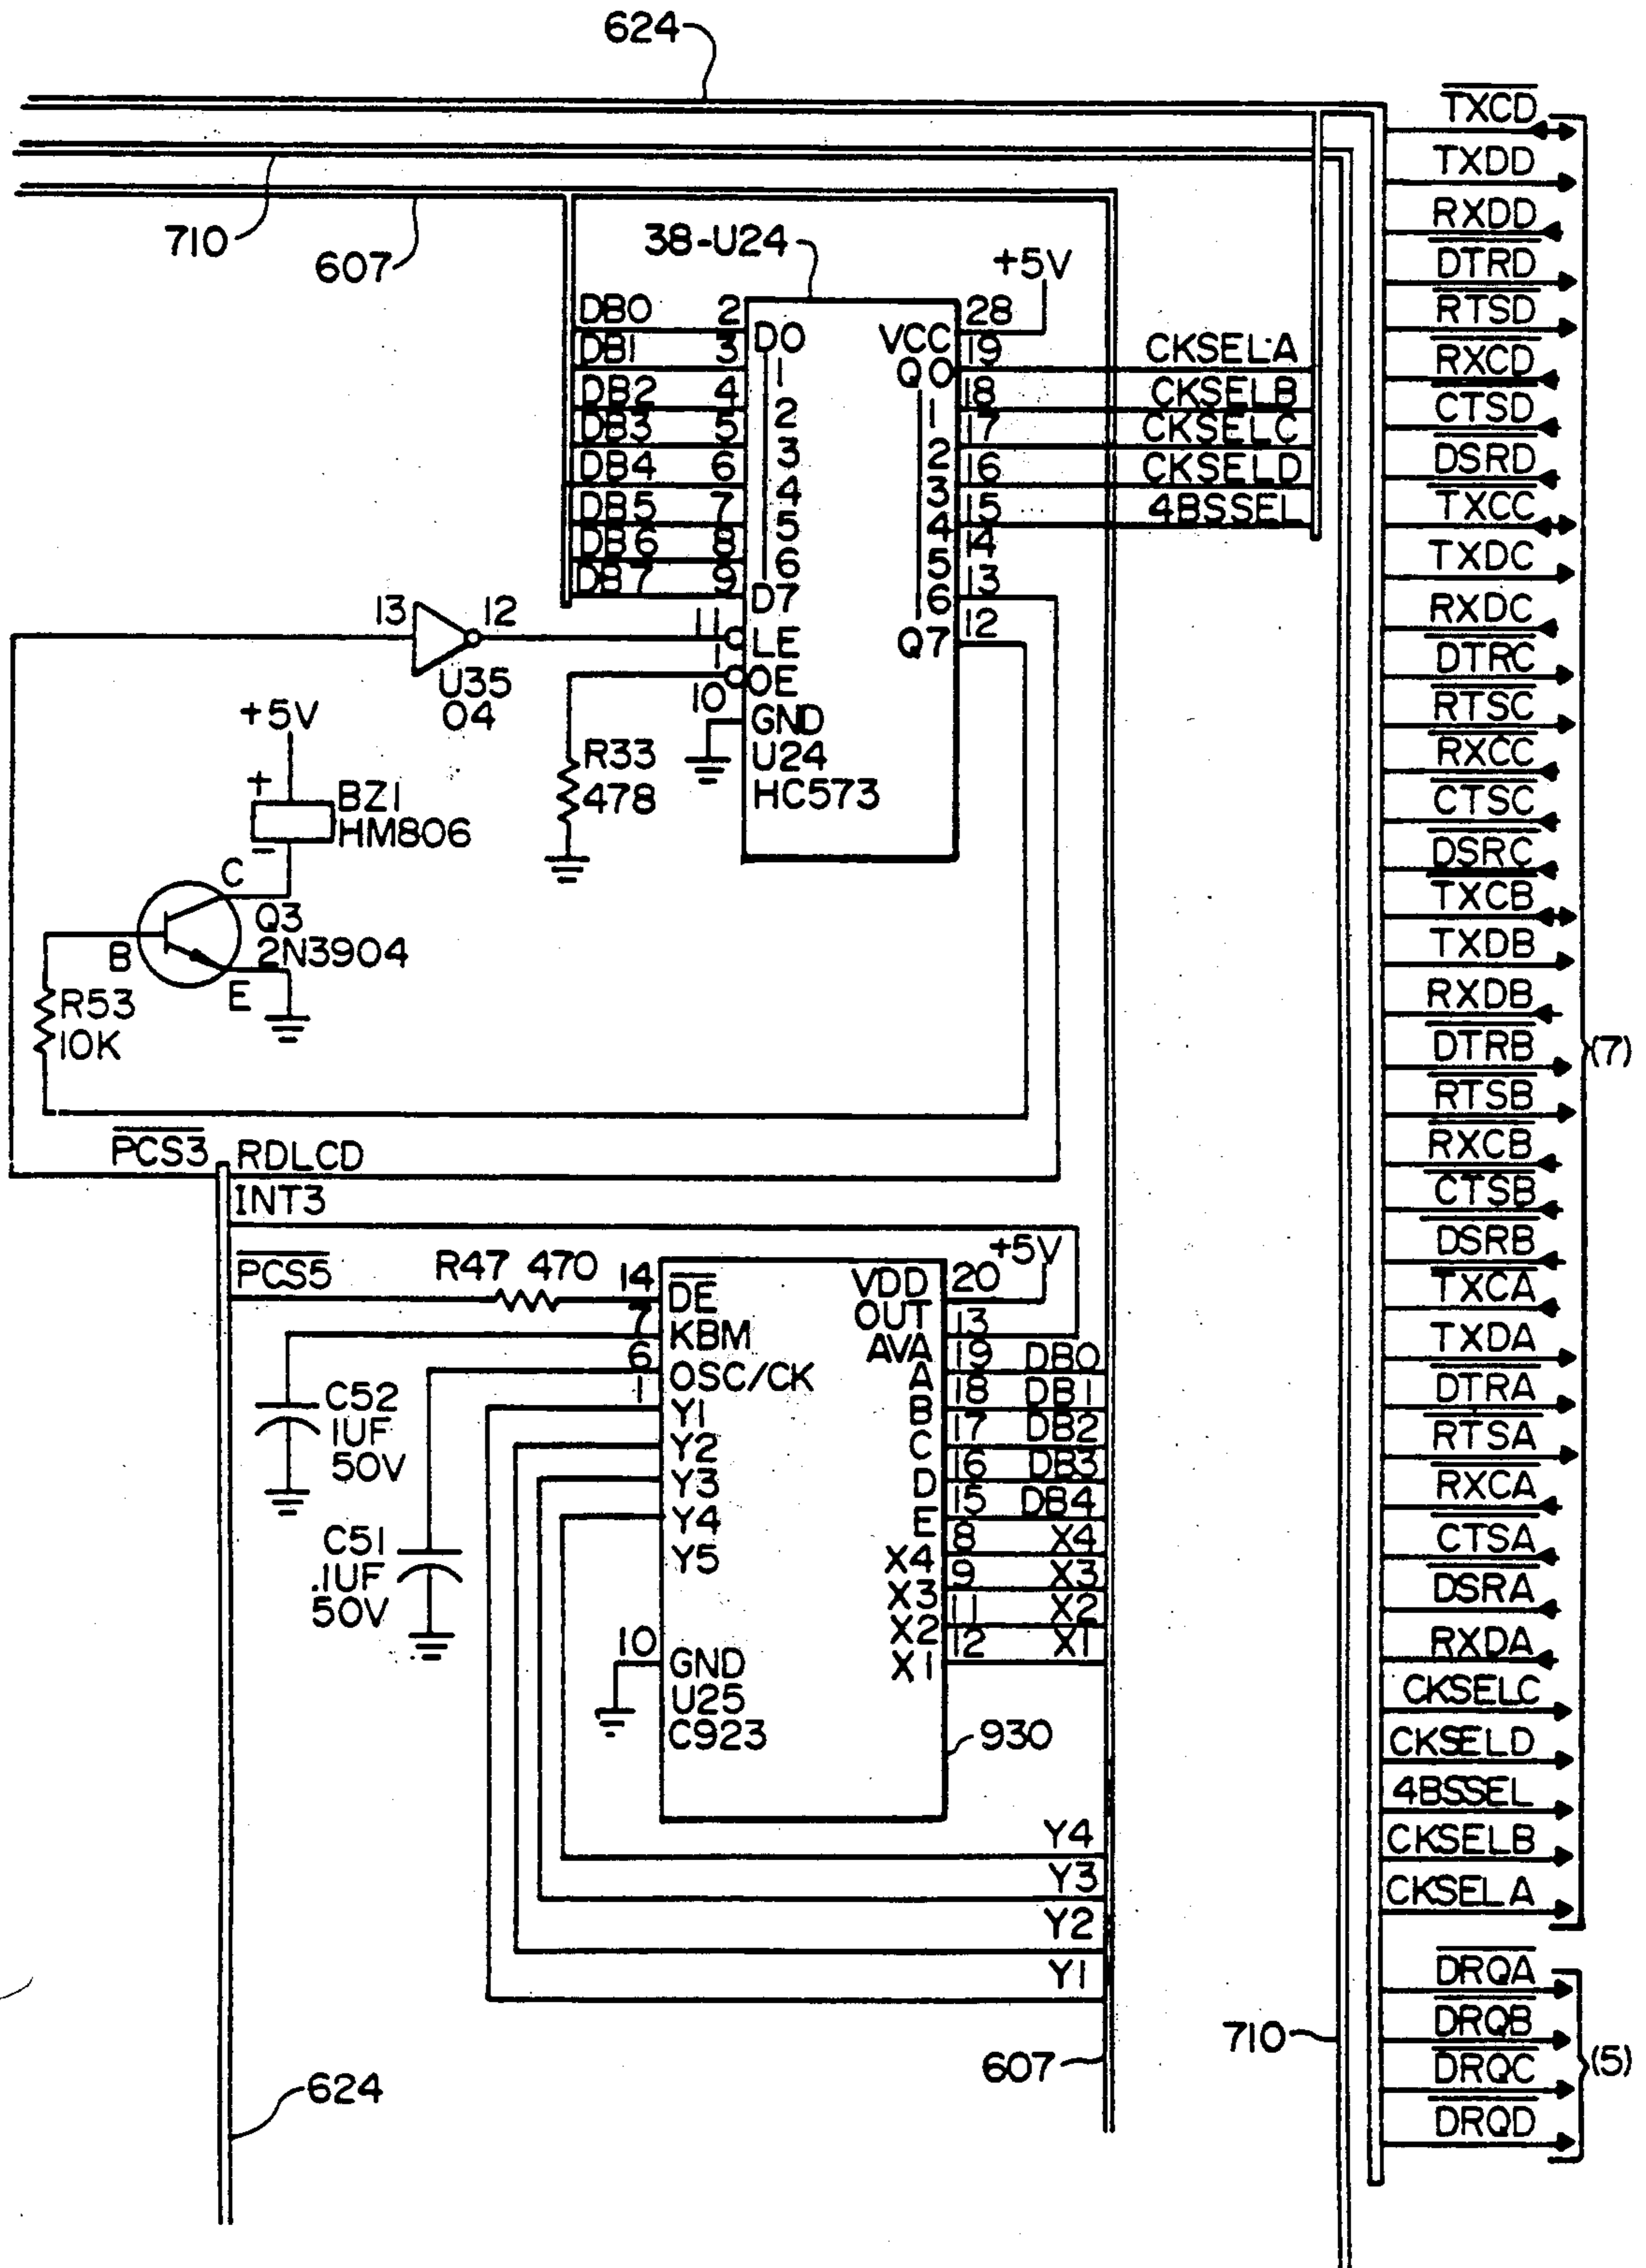 624
710
607
38-U24
+5V
DB0 2 D0 VCC 28
DB1 3 1 Q0 19 CKSELA
DB2 4 2 1 18 CKSELB
DB3 5 3 2 17 CKSELC
DB4 6 4 3 16 CKSELD
DB5 7 5 4 15 4BSSEL
DB6 8 6 5 14
DB7 9 D7 6 13
11 LE Q7 12
1 OE
10 GND
U24
HC573
13 12
U35
04
R33
478
+5V
+
BZ1
HM806
–
C
B
E
Q3
2N3904
R53
10K
PCS3 RDLCD
INT3
PCS5 R47 470
+5V
14 DE VDD 20
OUT
7 KBM AVA 13
6 OSC/CK A 19 DB0
1 Y1 B 18 DB1
Y2 C 17 DB2
Y3 D 16 DB3
Y4 E 15 DB4
Y5 X4 8 X4
X3 9 X3
X2 11 X2
10 GND X1 12 X1
U25
C923
930
C52
1UF
50V
C51
.1UF
50V
Y4
Y3
Y2
Y1
607
624
710
TXCD
TXDD
RXDD
DTRD
RTSD
RXCD
CTSD
DSRD
TXCC
TXDC
RXDC
DTRC
RTSC
RXCC
CTSC
DSRC
TXCB
TXDB
RXDB
DTRB
RTSB
RXCB
CTSB
DSRB
TXCA
TXDA
DTRA
RTSA
RXCA
CTSA
DSRA
RXDA
CKSELC
CKSELD
4BSSEL
CKSELB
CKSELA
(7)
DRQA
DRQB
DRQC
DRQD
(5)